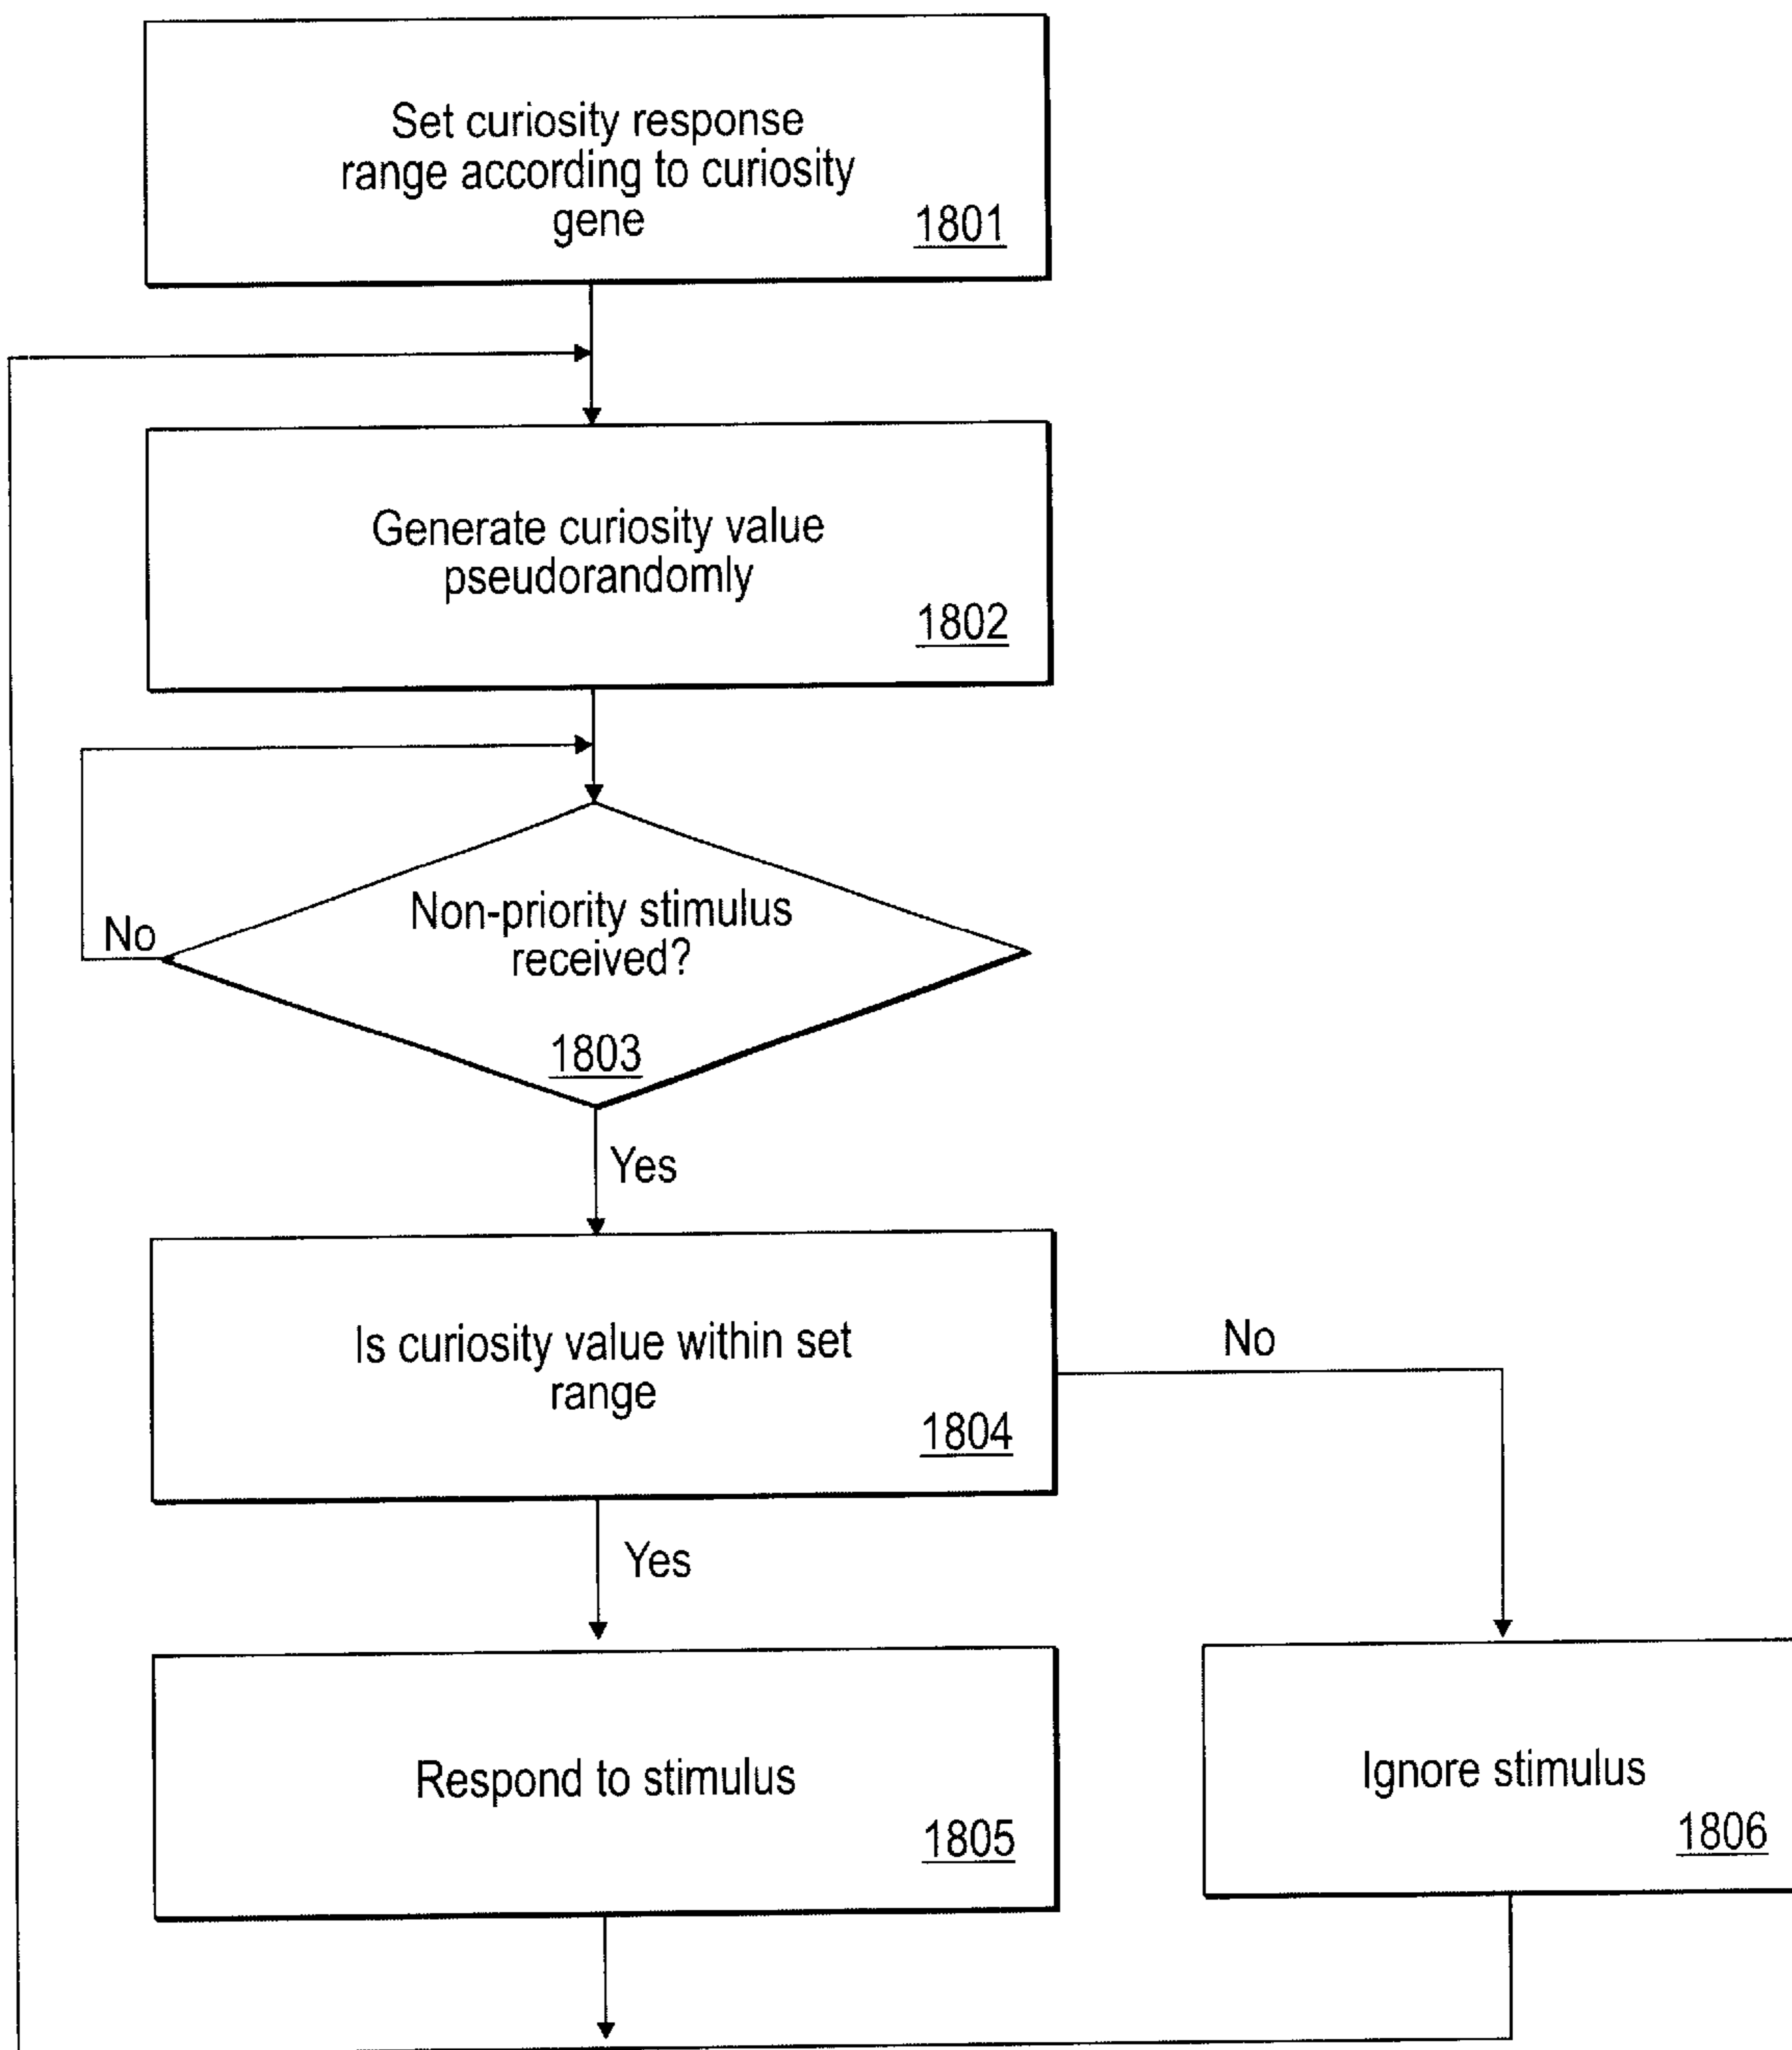 Set curiosity response
range according to curiosity
gene
1801
Generate curiosity value
pseudorandomly
1802
Non-priority stimulus
received?
1803
No
Yes
Is curiosity value within set
range
1804
No
Yes
Respond to stimulus
1805
Ignore stimulus
1806